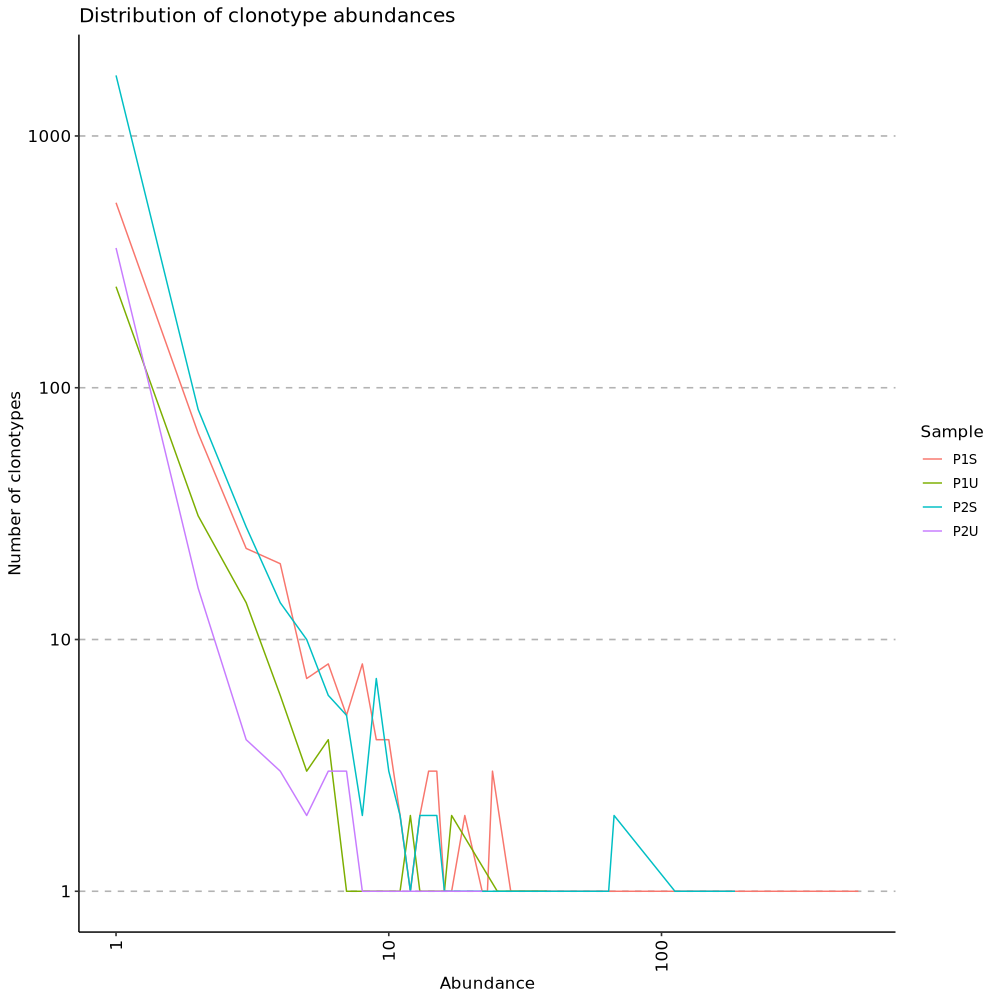 Distribution of clonotype abundances
Number of clonotypes
1000
100
10
1
1
10
100
Abundance
Sample
P1S
P1U
P2S
P2U